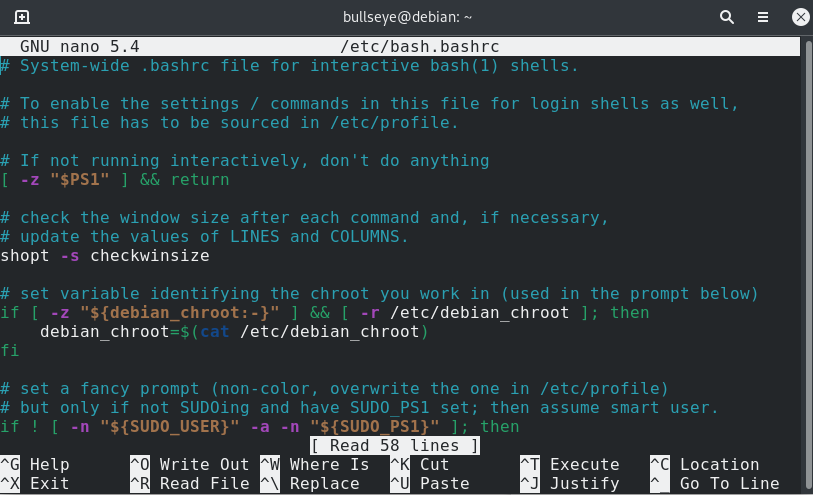 bullseye@debian: ~
GNU nano 5.4 /etc/bash.bashrc
# System-wide .bashrc file for interactive bash(1) shells.
# To enable the settings / commands in this file for login shells as well,
# this file has to be sourced in /etc/profile.
# If not running interactively, don't do anything
[ -z "$PS1" ] && return
# check the window size after each command and, if necessary,
# update the values of LINES and COLUMNS.
shopt -s checkwinsize
# set variable identifying the chroot you work in (used in the prompt below)
if [ -z "${debian_chroot:-}" ] && [ -r /etc/debian_chroot ]; then
    debian_chroot=$(cat /etc/debian_chroot)
fi
# set a fancy prompt (non-color, overwrite the one in /etc/profile)
# but only if not SUDOing and have SUDO_PS1 set; then assume smart user.
if ! [ -n "${SUDO_USER}" -a -n "${SUDO_PS1}" ]; then
[ Read 58 lines ]
^G Help ^O Write Out ^W Where Is ^K Cut ^T Execute ^C Location
^X Exit ^R Read File ^\ Replace ^U Paste ^J Justify ^_ Go To Line